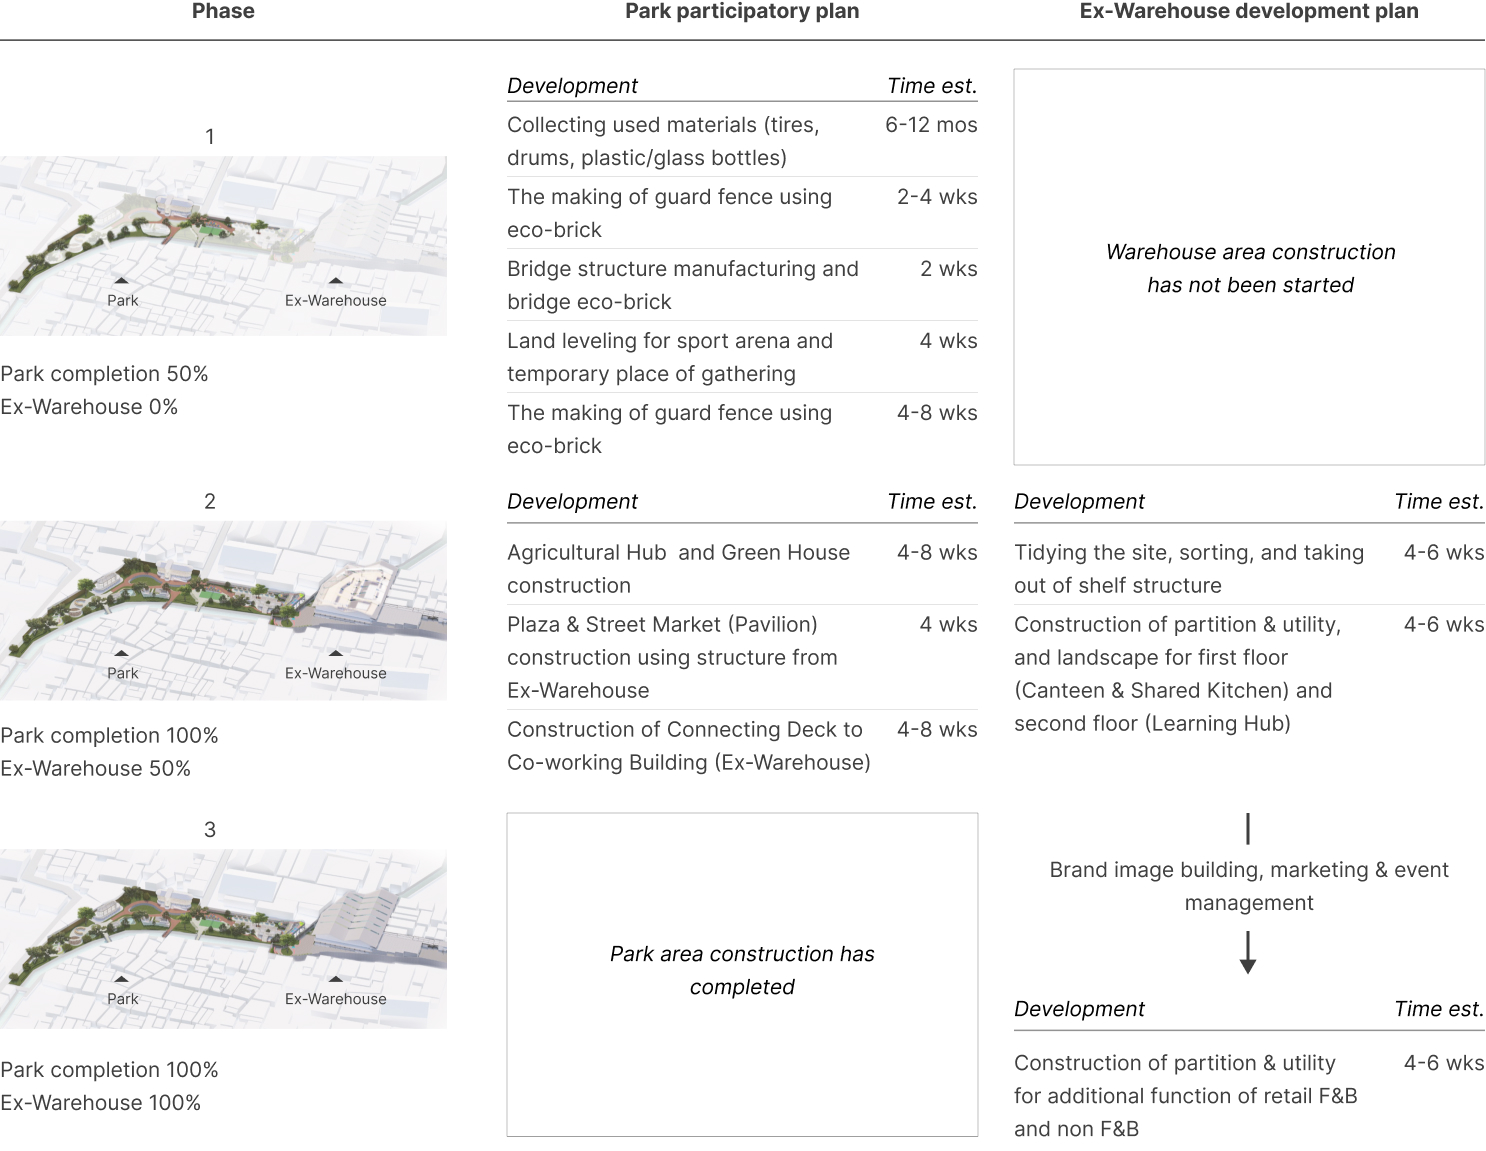 Phase
Park participatory plan
Ex-Warehouse development plan
1
Park
Ex-Warehouse
Park completion 50%
Ex-Warehouse 0%
Development Time est.
Collecting used materials (tires, 6-12 mos
drums, plastic/glass bottles)
The making of guard fence using 2-4 wks
eco-brick
Bridge structure manufacturing and 2 wks
bridge eco-brick
Land leveling for sport arena and 4 wks
temporary place of gathering
The making of guard fence using 4-8 wks
eco-brick
Warehouse area construction
has not been started
2
Park
Ex-Warehouse
Park completion 100%
Ex-Warehouse 50%
Development Time est.
Agricultural Hub  and Green House 4-8 wks
construction
Plaza & Street Market (Pavilion) 4 wks
construction using structure from
Ex-Warehouse
Construction of Connecting Deck to 4-8 wks
Co-working Building (Ex-Warehouse)
Development Time est.
Tidying the site, sorting, and taking 4-6 wks
out of shelf structure
Construction of partition & utility, 4-6 wks
and landscape for first floor
(Canteen & Shared Kitchen) and
second floor (Learning Hub)
3
Park
Ex-Warehouse
Park completion 100%
Ex-Warehouse 100%
Park area construction has
completed
Brand image building, marketing & event
management
Development Time est.
Construction of partition & utility 4-6 wks
for additional function of retail F&B
and non F&B